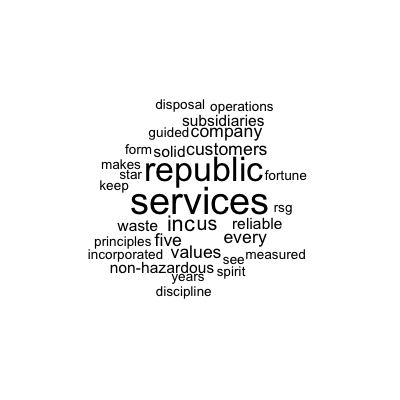 disposal operations
subsidiaries
guided company
form solid customers
makes republic
star fortune
keep services
rsg
waste incus reliable
principles five every
incorporated values see measured
non-hazardous spirit
years
discipline